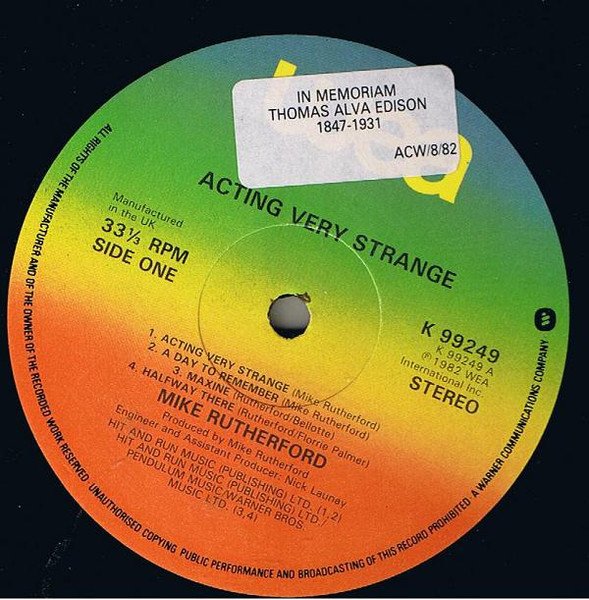 IN MEMORIAM
THOMAS ALVA EDISON
1847-1931
ACW/8/82
ACTING VERY STRANGE
Manufactured
in the UK
33⅓ RPM
SIDE ONE
K 99249
K 99249 A
℗ 1982 WEA
International Inc.
STEREO
1. ACTING VERY STRANGE (Mike Rutherford)
2. A DAY TO REMEMBER (Mike Rutherford)
3. MAXINE (Rutherford/Bellotte)
4. HALFWAY THERE (Rutherford/Florrie Palmer)
MIKE RUTHERFORD
Produced by Mike Rutherford
Engineer and Assistant Producer: Nick Launay
HIT AND RUN MUSIC (PUBLISHING) LTD. (1,2)
HIT AND RUN MUSIC (PUBLISHING) LTD./
PENDULUM MUSIC/WARNER BROS.
MUSIC LTD. (3,4)
ALL RIGHTS OF THE MANUFACTURER AND OF THE OWNER OF THE RECORDED WORK RESERVED. UNAUTHORISED COPYING PUBLIC PERFORMANCE AND BROADCASTING OF THIS RECORD PROHIBITED. A WARNER COMMUNICATIONS COMPANY